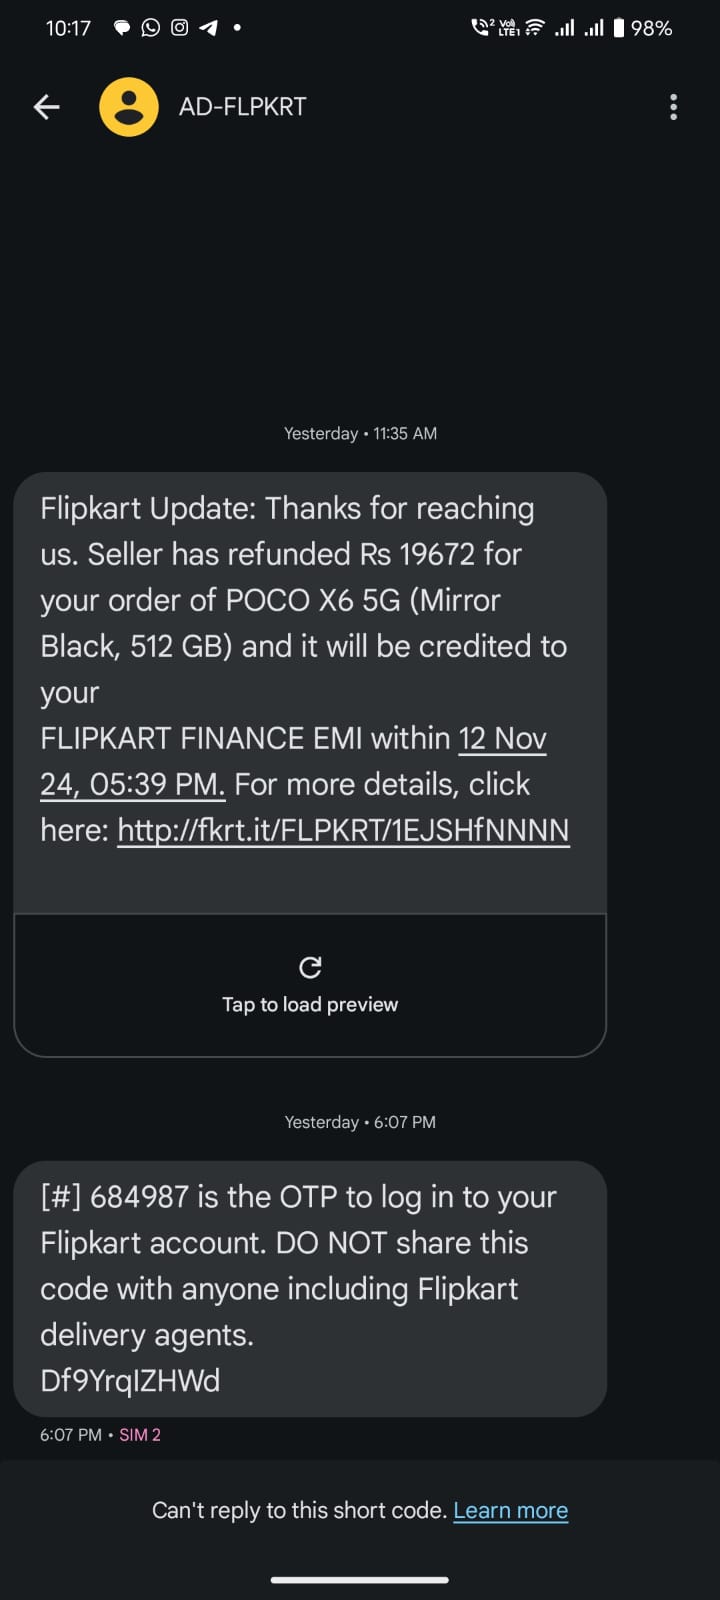 10:17
2 Vo) LTE1 98%
AD-FLPKRT
Yesterday • 11:35 AM
Flipkart Update: Thanks for reaching
us. Seller has refunded Rs 19672 for
your order of POCO X6 5G (Mirror
Black, 512 GB) and it will be credited to
your
FLIPKART FINANCE EMI within 12 Nov
24, 05:39 PM. For more details, click
here: http://fkrt.it/FLPKRT/1EJSHfNNNN
Tap to load preview
Yesterday • 6:07 PM
[#] 684987 is the OTP to log in to your
Flipkart account. DO NOT share this
code with anyone including Flipkart
delivery agents.
Df9YrqIZHWd
6:07 PM • SIM 2
Can't reply to this short code. Learn more